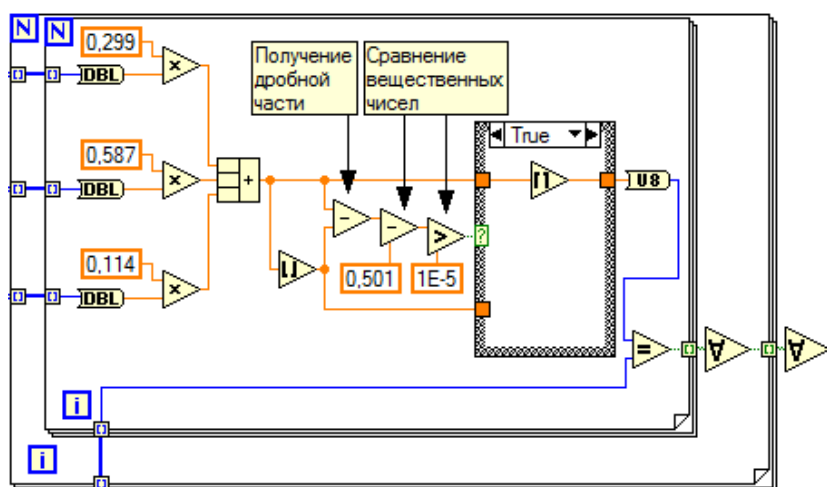 N
N
0,299
DBL
×
Получение
дробной
части
Сравнение
вещественных
чисел
True
0,587
DBL
×
+
U8
-
-
>
?
0,501
1E-5
0,114
DBL
×
=
∀
∀
i
i